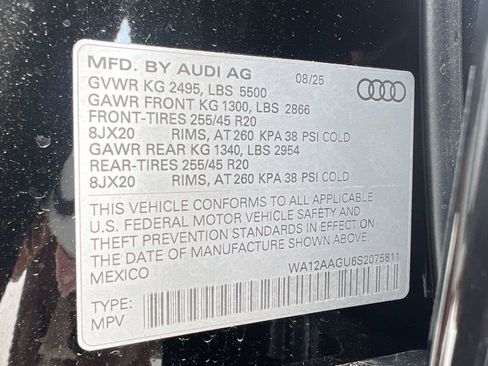 MFD. BY AUDI AG 08/25
GVWR KG 2495, LBS 5500
GAWR FRONT KG 1300, LBS 2866
FRONT-TIRES 255/45 R20
8JX20 RIMS, AT 260 KPA 38 PSI COLD
GAWR REAR KG 1340, LBS 2954
REAR-TIRES 255/45 R20
8JX20 RIMS, AT 260 KPA 38 PSI COLD
THIS VEHICLE CONFORMS TO ALL APPLICABLE
U.S. FEDERAL MOTOR VEHICLE SAFETY AND
THEFT PREVENTION STANDARDS IN EFFECT ON
THE DATE OF MANUFACTURE SHOWN ABOVE.
MEXICO WA12AAGU6S2075811
TYPE:
MPV